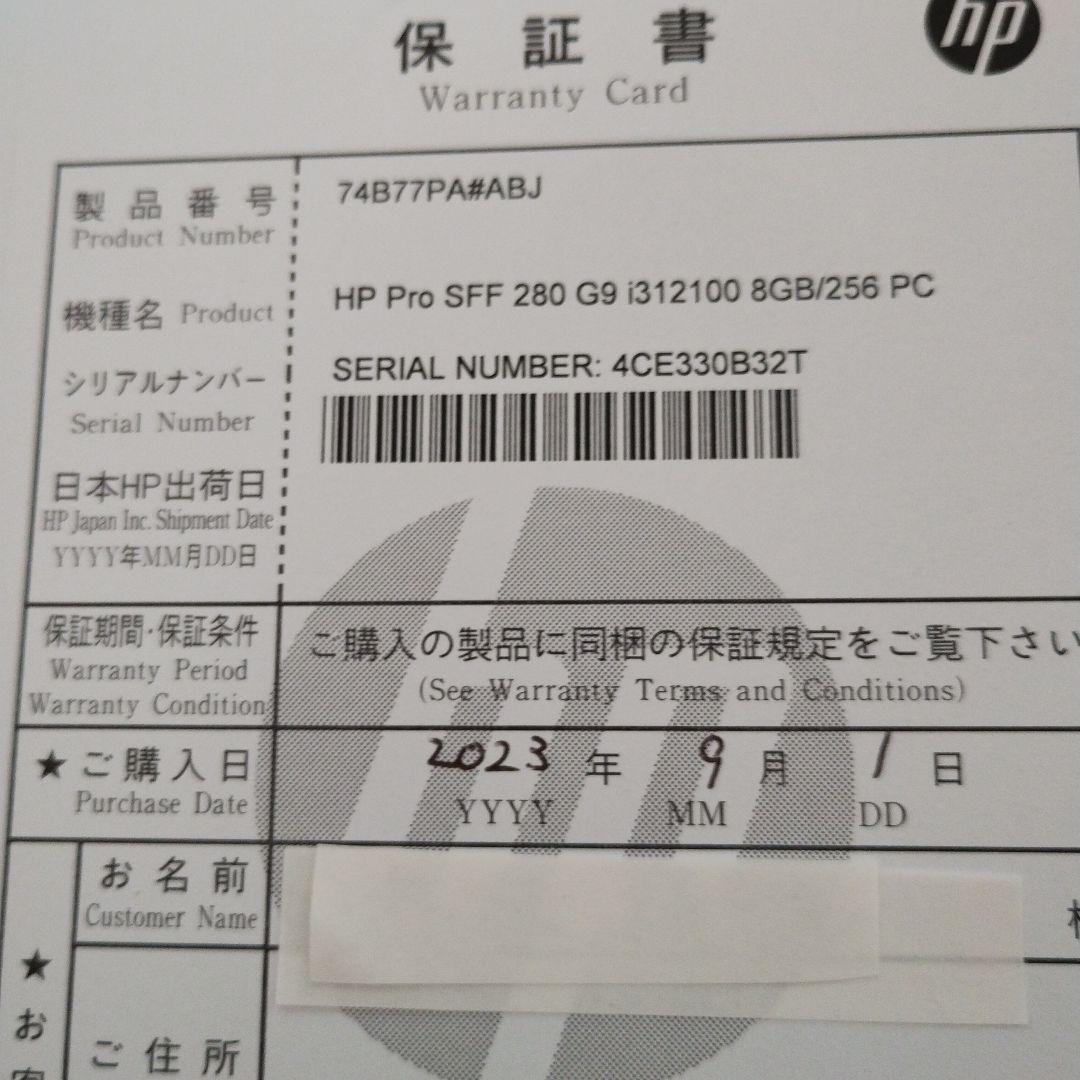 hp
保証書
Warranty Card
製品番号
Product Number
74B77PA#ABJ
機種名 Product
HP Pro SFF 280 G9 i312100 8GB/256 PC
シリアルナンバー
Serial Number
SERIAL NUMBER: 4CE330B32T
日本HP出荷日
HP Japan Inc. Shipment Date
YYYY年MM月DD日
保証期間・保証条件
Warranty Period
Warranty Condition
ご購入の製品に同梱の保証規定をご覧下さい
(See Warranty Terms and Conditions)
★ご購入日
Purchase Date
2023年 9月 1日
YYYY MM DD
お名前
Customer Name
★お
ご住所